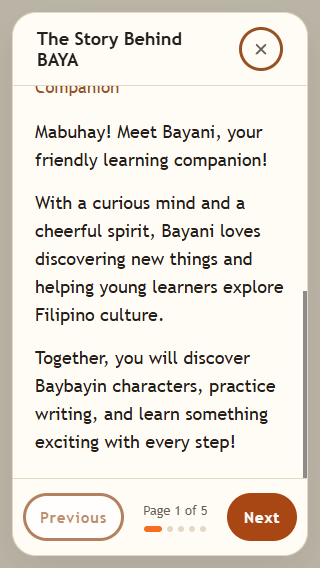 The Story Behind
BAYA
Companion
Mabuhay! Meet Bayani, your
friendly learning companion!
With a curious mind and a
cheerful spirit, Bayani loves
discovering new things and
helping young learners explore
Filipino culture.
Together, you will discover
Baybayin characters, practice
writing, and learn something
exciting with every step!
Previous
Page 1 of 5
Next